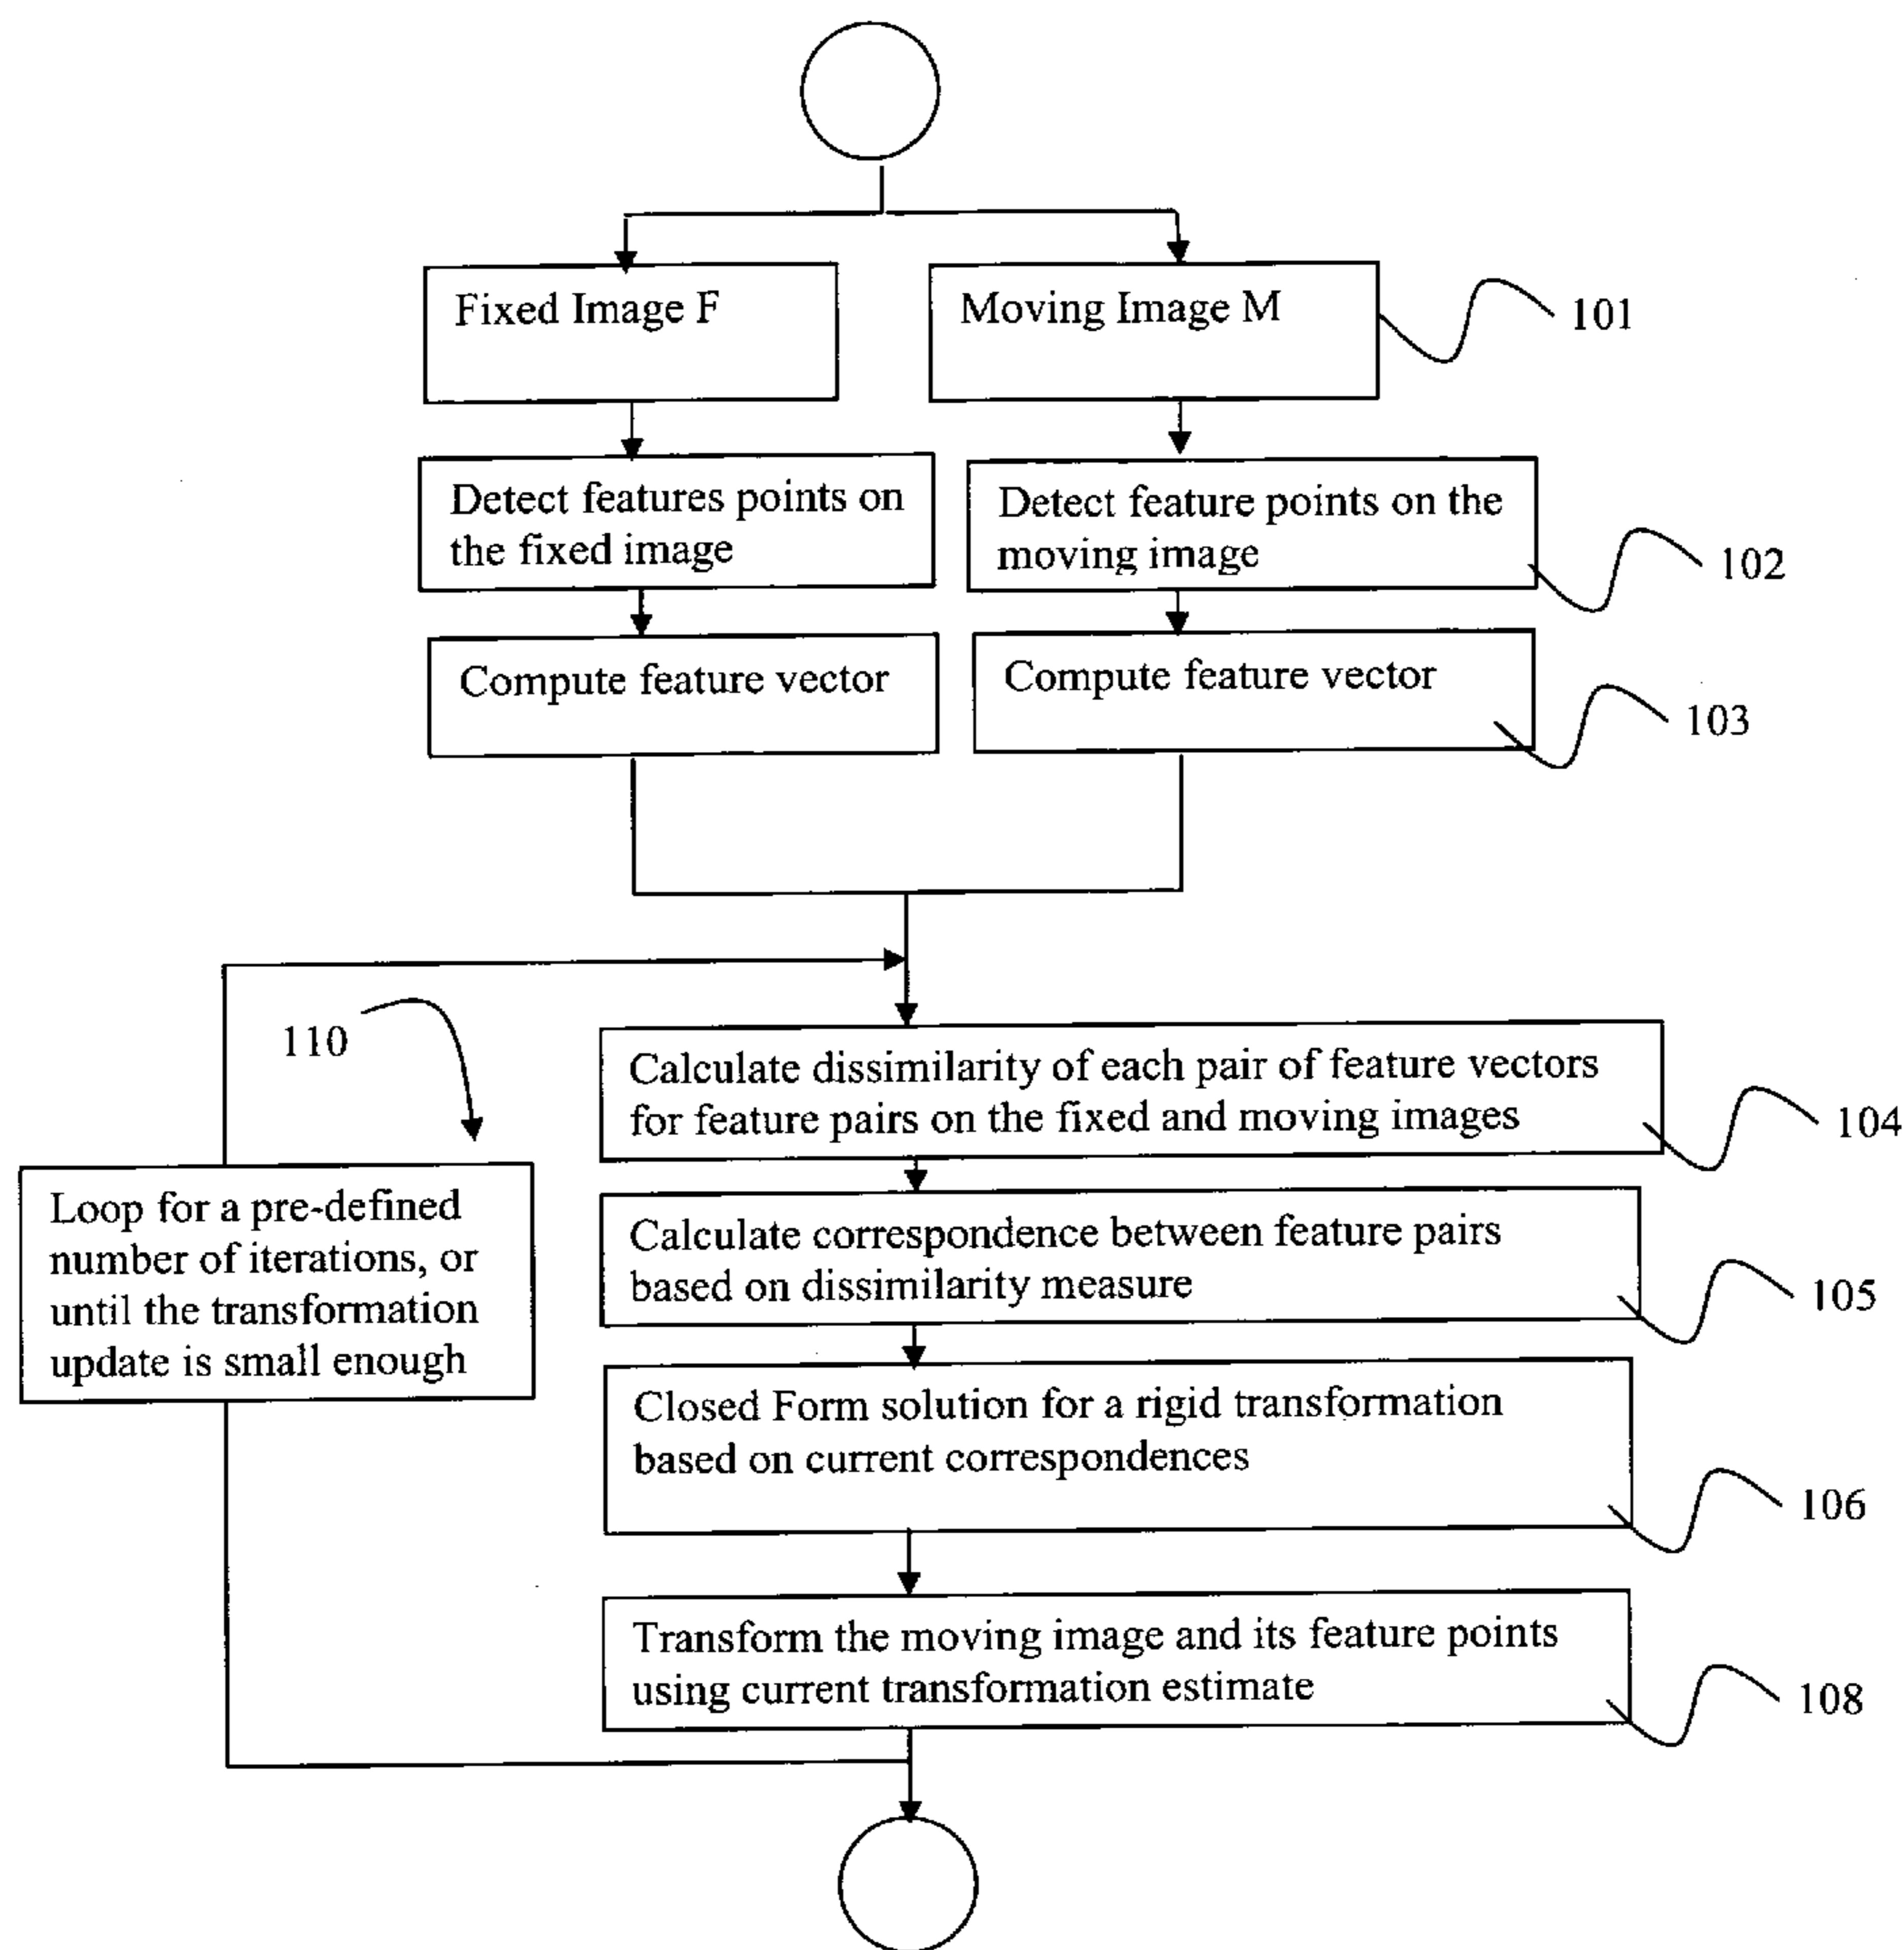 Fixed Image F
Moving Image M
101
Detect features points on
the fixed image
Detect feature points on the
moving image
102
Compute feature vector
Compute feature vector
103
110
Calculate dissimilarity of each pair of feature vectors
for feature pairs on the fixed and moving images
104
Loop for a pre-defined
number of iterations, or
until the transformation
update is small enough
Calculate correspondence between feature pairs
based on dissimilarity measure
105
Closed Form solution for a rigid transformation
based on current correspondences
106
Transform the moving image and its feature points
using current transformation estimate
108